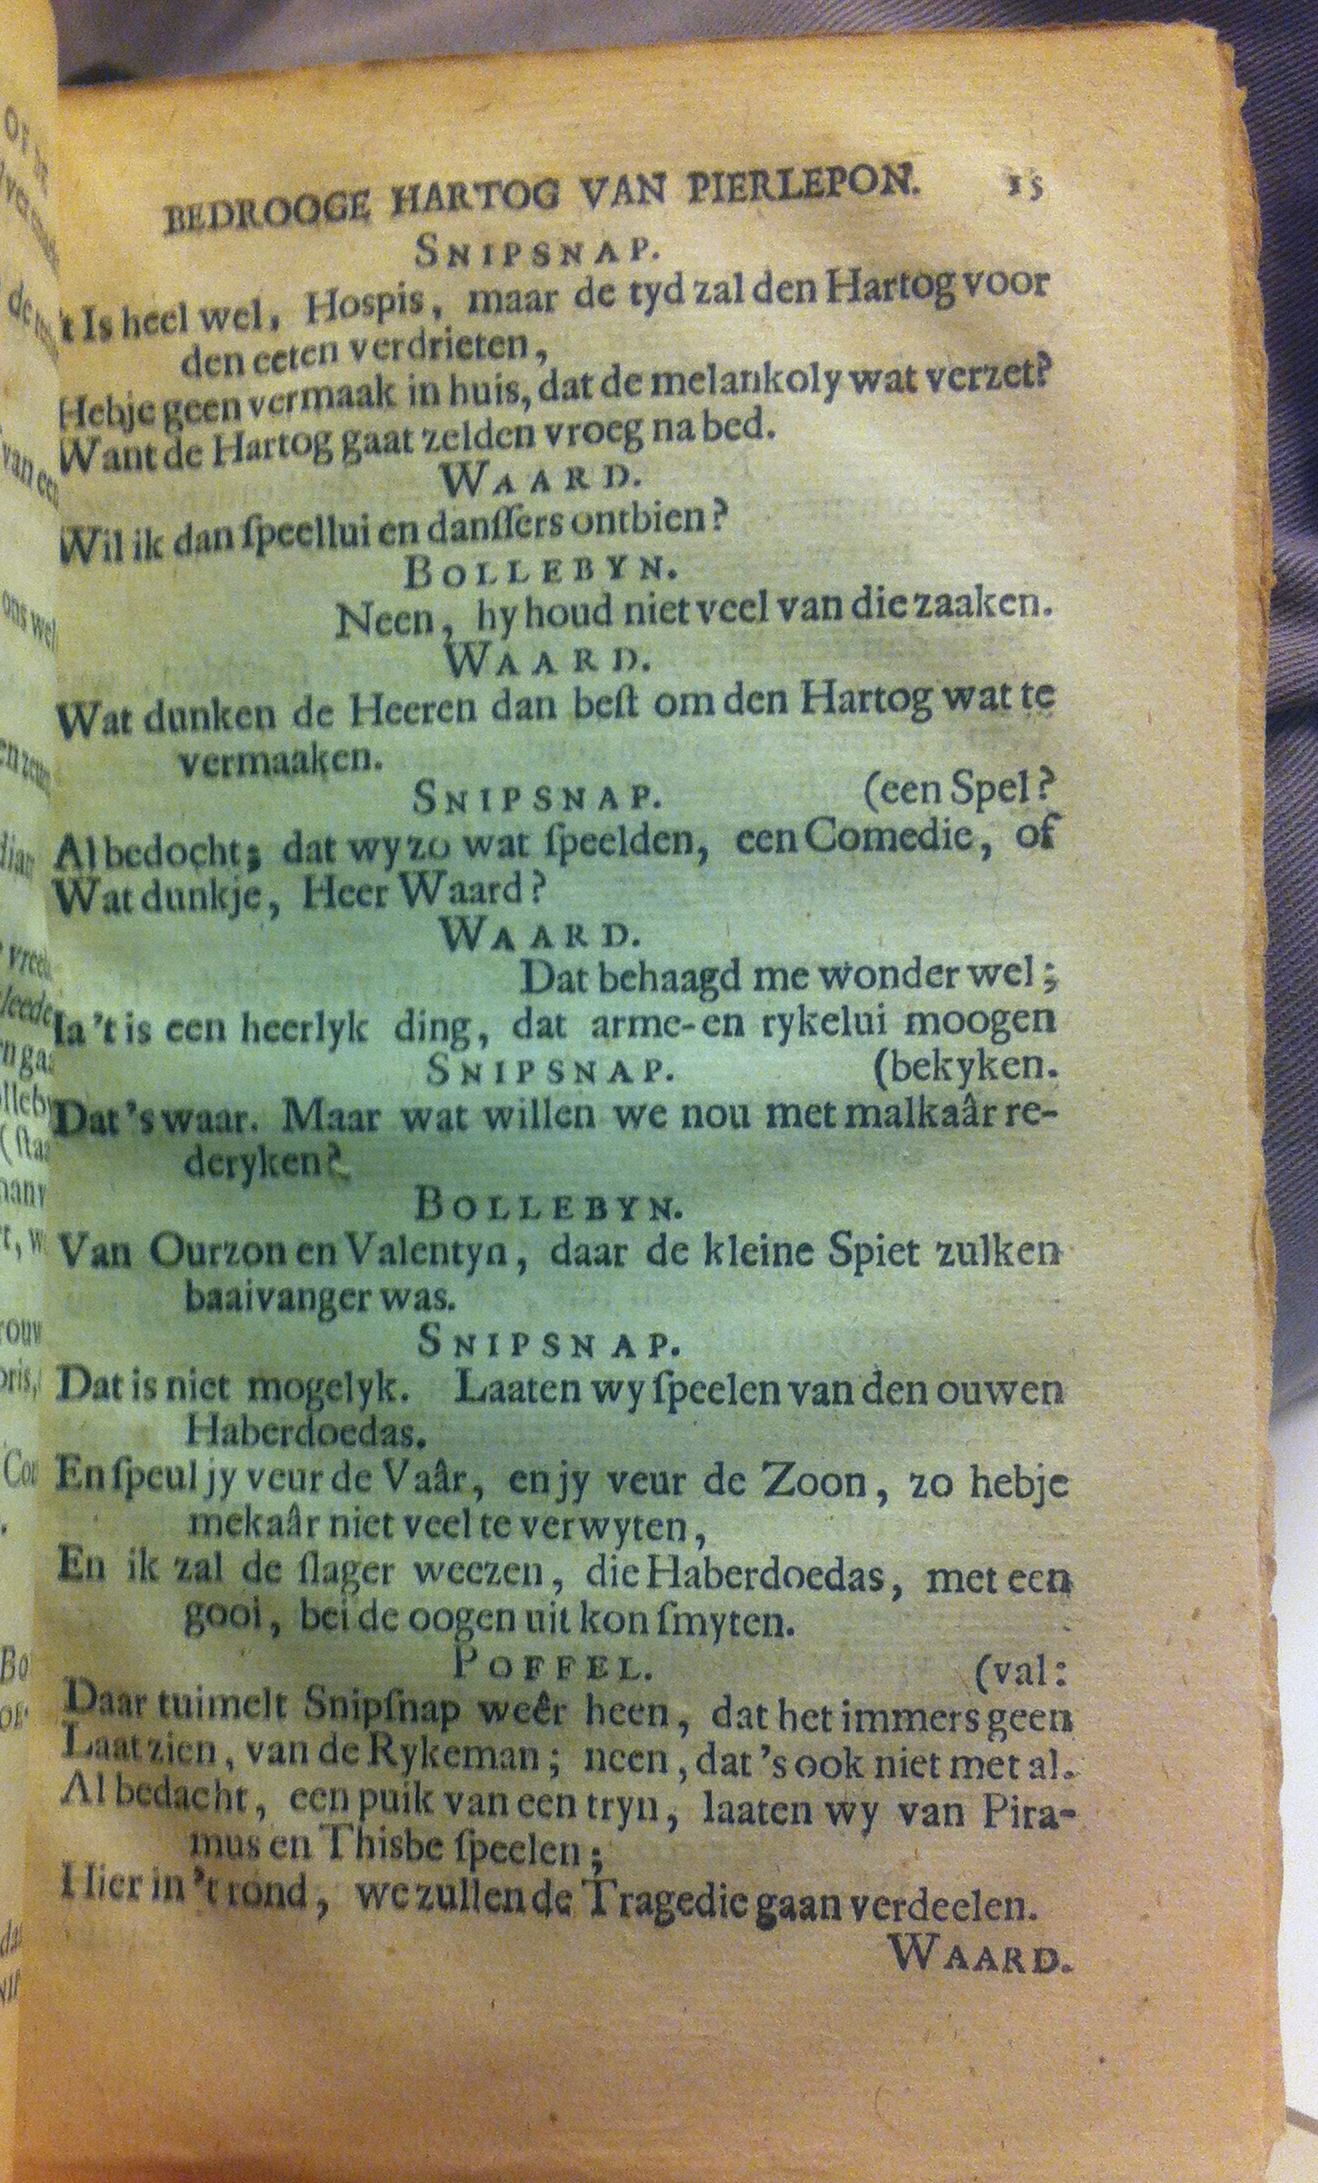 BEDROOGE HARTOG VAN PIERLEPON. 15
SNIPSNAP.
't Is heel wel, Hospis, maar de tyd zal den Hartog voor
den eeten verdrieten,
Hebje geen vermaak in huis, dat de melankoly wat verzet?
Want de Hartog gaat zelden vroeg na bed.
WAARD.
Wil ik dan ſpeellui en danſſers ontbien?
BOLLEBYN.
Neen, hy houd niet veel van die zaaken.
WAARD.
Wat dunken de Heeren dan beſt om den Hartog wat te
vermaaken.
SNIPSNAP. (een Spel?
Al bedocht; dat wy zo wat ſpeelden, een Comedie, of
Wat dunkje, Heer Waard?
WAARD.
Dat behaagd me wonder wel;
Ja 't is een heerlyk ding, dat arme- en rykelui moogen
SNIPSNAP. (bekyken.
Dat 's waar. Maar wat willen we nou met malkaâr re-
deryken?
BOLLEBYN.
Van Ourzon en Valentyn, daar de kleine Spiet zulken
baaivanger was.
SNIPSNAP.
Dat is niet mogelyk. Laaten wy ſpeelen van den ouwen
Haberdoedas.
En ſpeul jy veur de Vaâr, en jy veur de Zoon, zo hebje
mekaâr niet veel te verwyten,
En ik zal de ſlager weezen, die Haberdoedas, met een
gooi, bei de oogen uit kon ſmyten.
POFFEL. (val:
Daar tuimelt Snipſnap weêr heen, dat het immers geen
Laat zien, van de Rykeman; neen, dat 's ook niet met al.
Al bedacht, een puik van een tryn, laaten wy van Pira-
mus en Thisbe ſpeelen;
Hier in 't rond, we zullen de Tragedie gaan verdeelen.
WAARD.